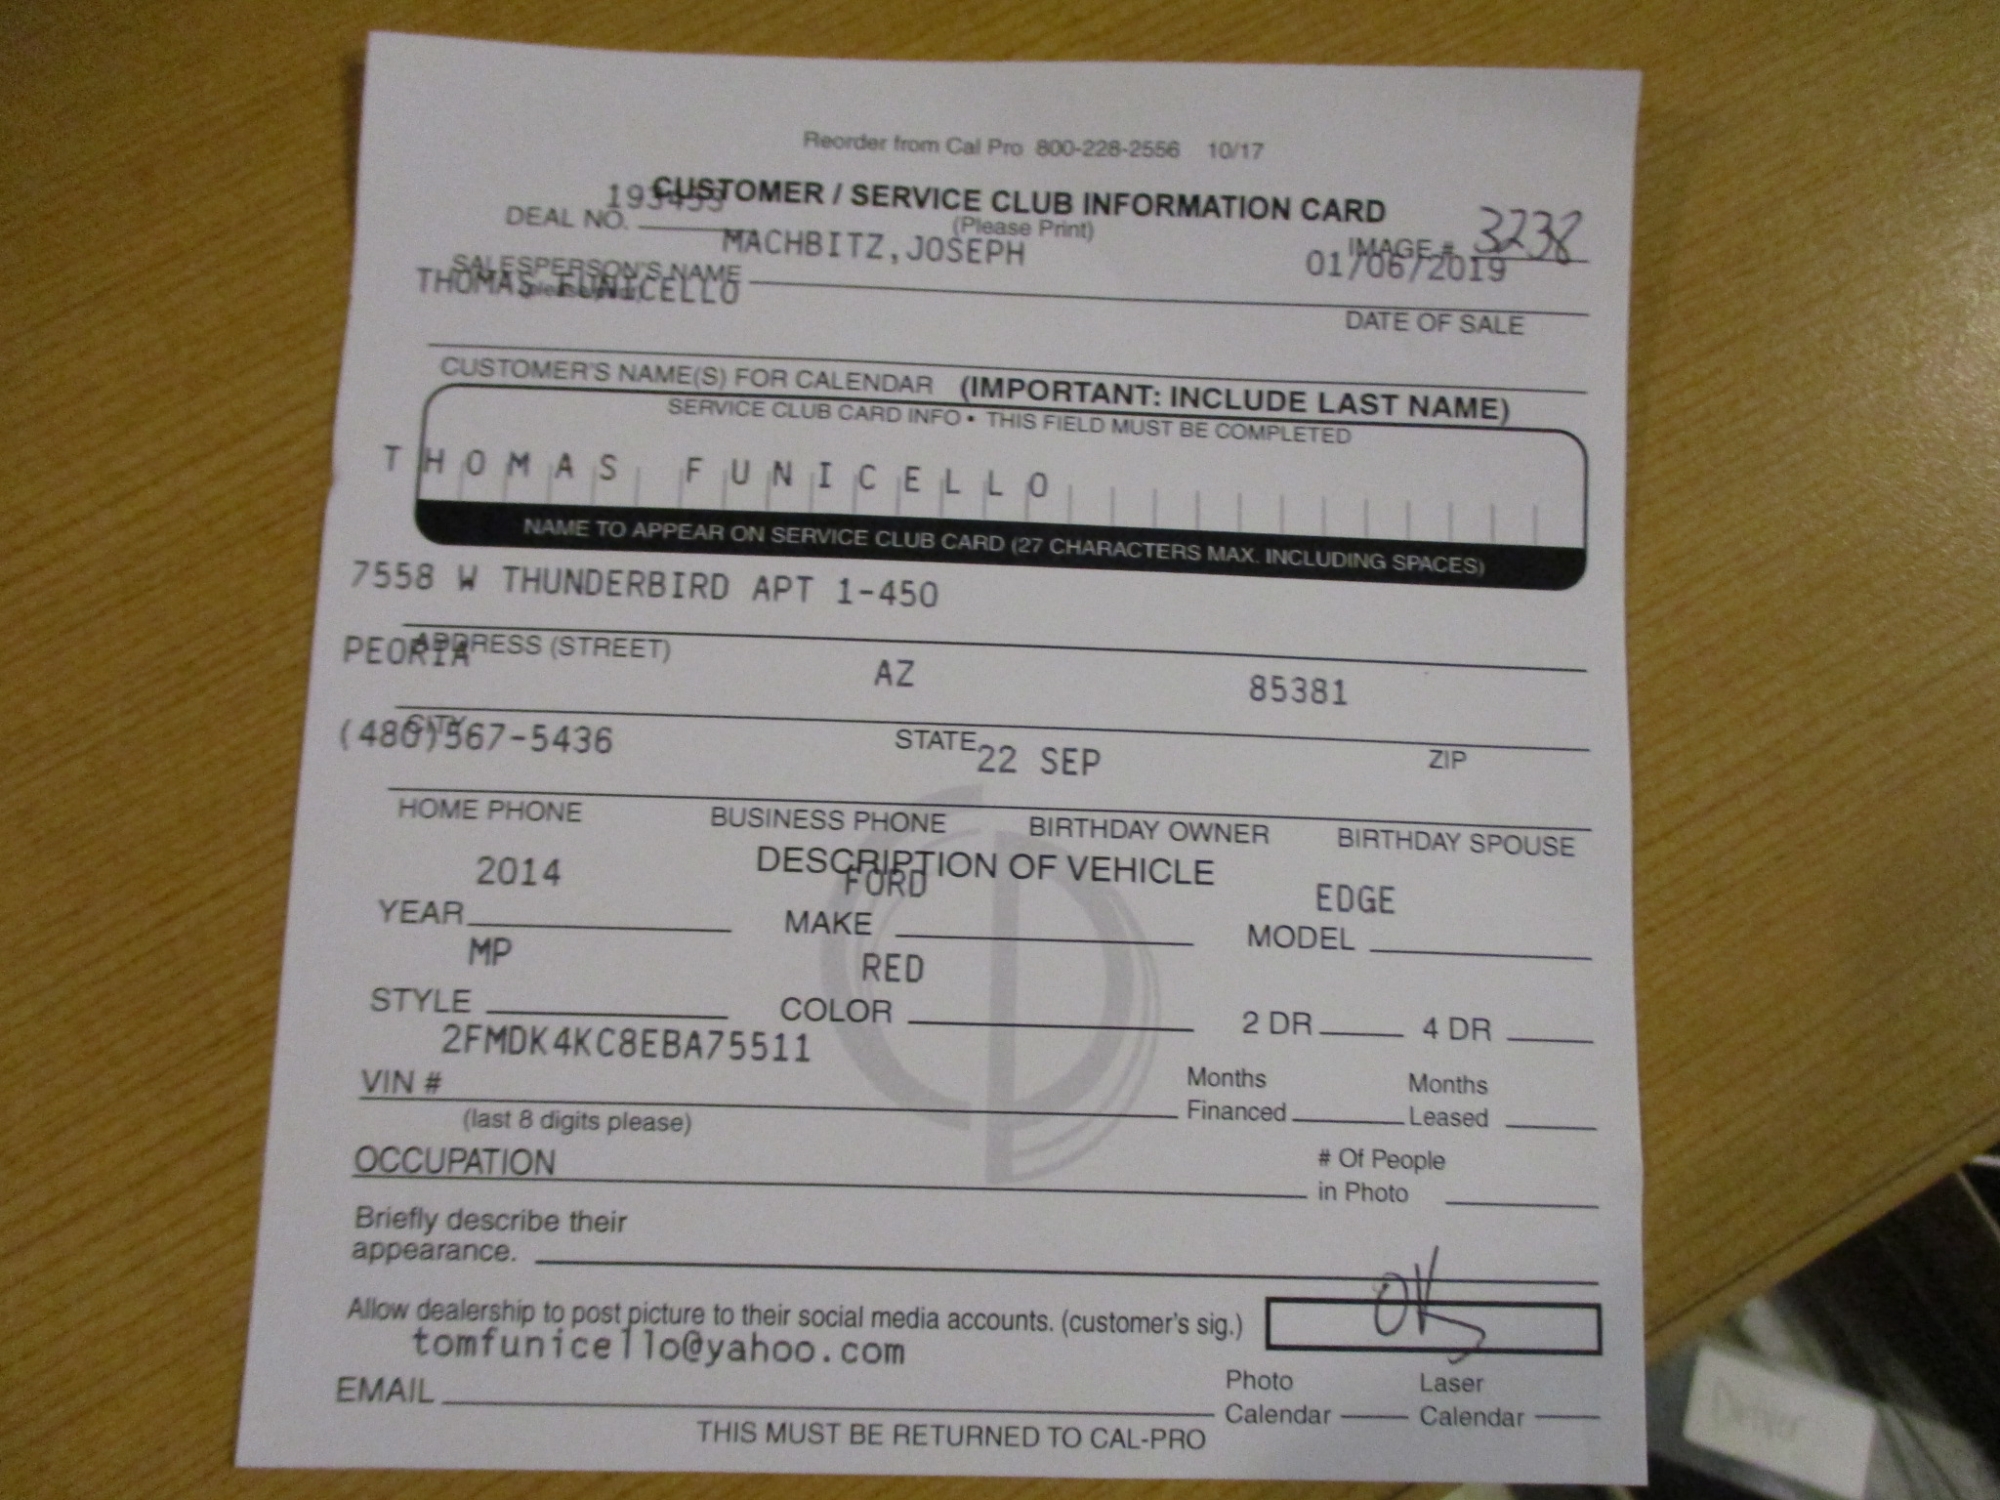 Reorder from Cal Pro 800-228-2556 10/17
CUSTOMER / SERVICE CLUB INFORMATION CARD
(Please Print)
DEAL NO. 193453
IMAGE # 3238
MACHBITZ,JOSEPH
01/06/2019
SALESPERSON'S NAME
DATE OF SALE
THOMAS FUNICELLO
CUSTOMER'S NAME(S) FOR CALENDAR (IMPORTANT: INCLUDE LAST NAME)
SERVICE CLUB CARD INFO • THIS FIELD MUST BE COMPLETED
THOMAS FUNICELLO
NAME TO APPEAR ON SERVICE CLUB CARD (27 CHARACTERS MAX. INCLUDING SPACES)
7558 W THUNDERBIRD APT 1-450
ADDRESS (STREET)
PEORIA AZ 85381
CITY STATE ZIP
(480)567-5436 22 SEP
HOME PHONE BUSINESS PHONE BIRTHDAY OWNER BIRTHDAY SPOUSE
DESCRIPTION OF VEHICLE
2014 FORD EDGE
YEAR MAKE MODEL
MP RED
STYLE COLOR 2 DR 4 DR
2FMDK4KC8EBA75511
VIN #
(last 8 digits please)
Months Financed
Months Leased
OCCUPATION
# Of People in Photo
Briefly describe their
appearance.
Allow dealership to post picture to their social media accounts. (customer's sig.) OK
tomfunicello@yahoo.com
EMAIL
Photo Calendar
Laser Calendar
THIS MUST BE RETURNED TO CAL-PRO